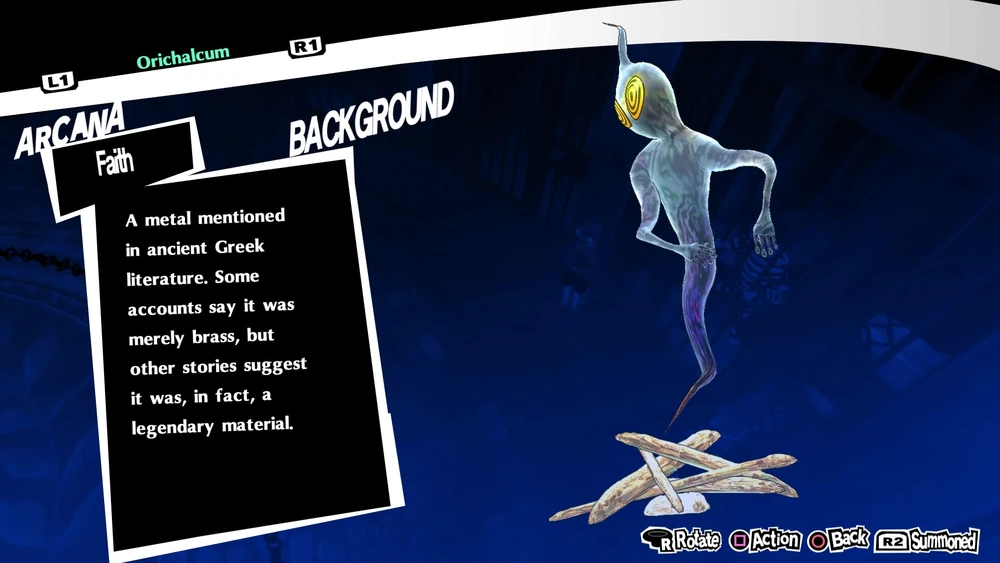 L1
Orichalcum
R1
ARCANA
Faith
BACKGROUND
A metal mentioned
in ancient Greek
literature. Some
accounts say it was
merely brass, but
other stories suggest
it was, in fact, a
legendary material.
R Rotate Action Back R2 Summoned